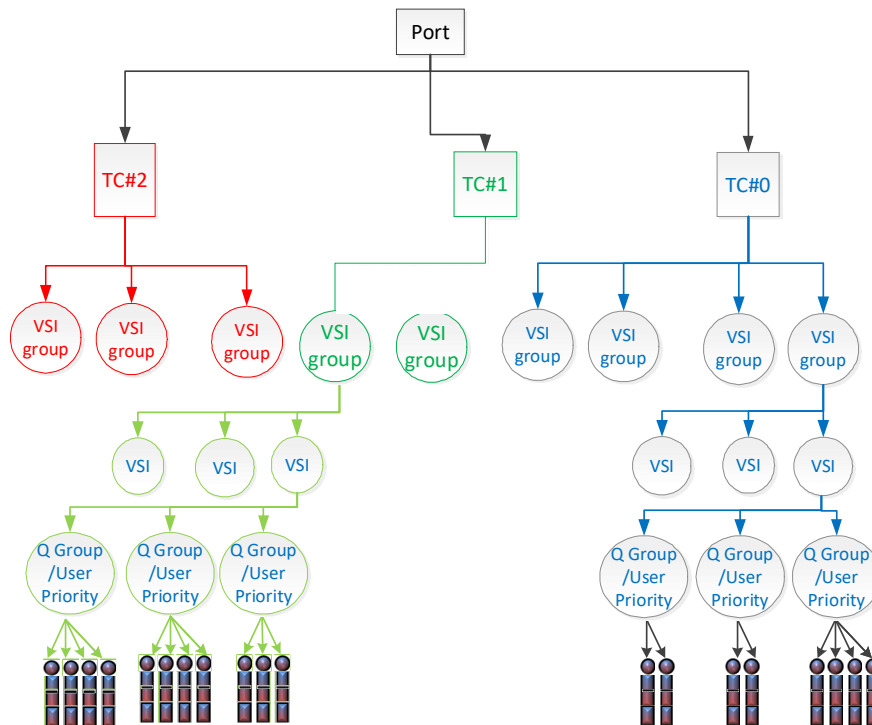 Port
TC#2
TC#1
TC#0
VSI
group
VSI
group
VSI
group
VSI
group
VSI
group
VSI
group
VSI
group
VSI
group
VSI
group
VSI
VSI
VSI
VSI
VSI
VSI
Q Group
/User
Priority
Q Group
/User
Priority
Q Group
/User
Priority
Q Group
/User
Priority
Q Group
/User
Priority
Q Group
/User
Priority